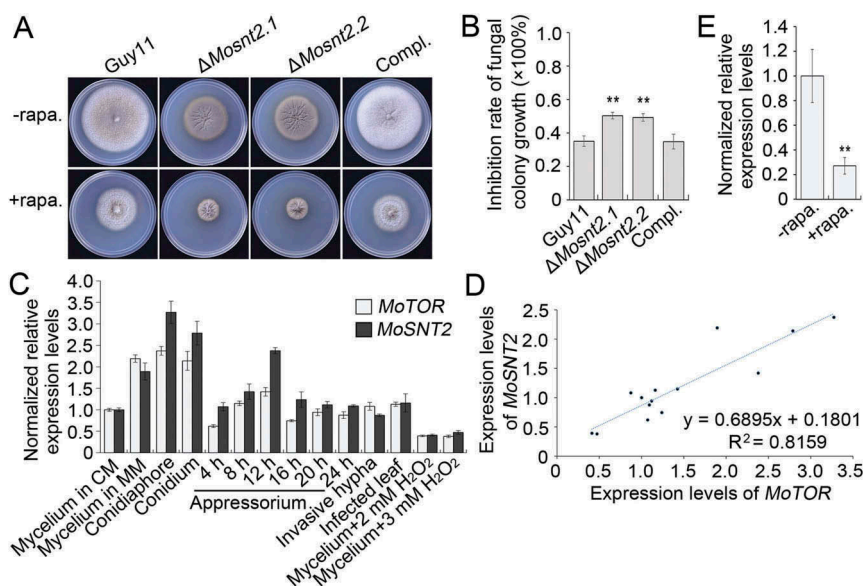 A
Guy11
ΔMosnt2.1
ΔMosnt2.2
Compl.
-rapa.
+rapa.
B
Inhibition rate of fungal
colony growth (×100%)
1.0
0.8
0.6
0.4
0.2
0
**
**
Guy11
ΔMosnt2.1
ΔMosnt2.2
Compl.
E
Normalized relative
expression levels
1.4
1.2
1.0
0.8
0.6
0.4
0.2
0
**
-rapa.
+rapa.
C
Normalized relative
expression levels
4.0
3.5
3.0
2.5
2.0
1.5
1.0
0.5
0
MoTOR
MoSNT2
Mycelium in CM
Mycelium in MM
Conidiaphore
Conidium
4 h
8 h
12 h
16 h
20 h
24 h
Appressorium
Invasive hypha
Infected leaf
Mycelium+2 mM H2O2
Mycelium+3 mM H2O2
D
Expression levels
of MoSNT2
2.5
2.0
1.5
1.0
0.5
0.0
y = 0.6895x + 0.1801
R² = 0.8159
0.0
0.5
1.0
1.5
2.0
2.5
3.0
3.5
Expression levels of MoTOR